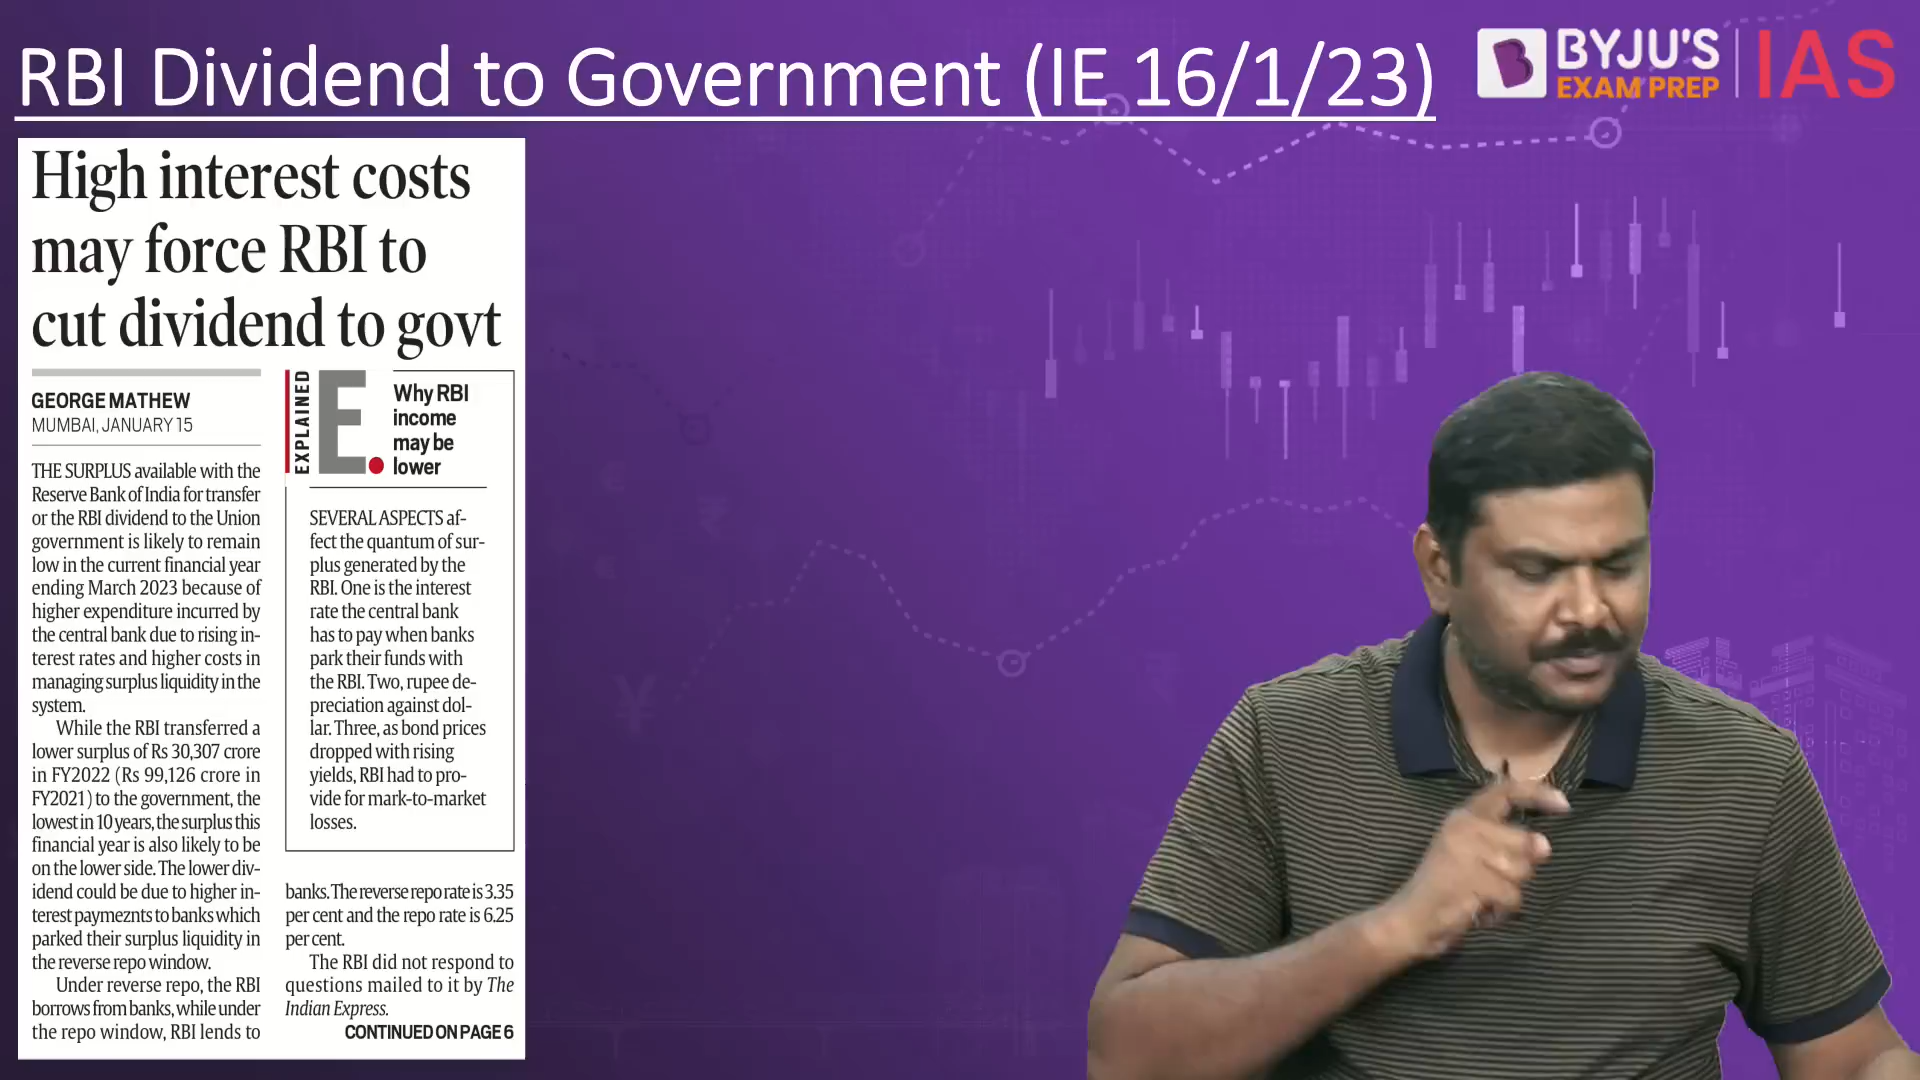 RBI Dividend to Government (IE 16/1/23)
BYJU'S
EXAM PREP
IAS
High interest costs
may force RBI to
cut dividend to govt
GEORGE MATHEW
MUMBAI, JANUARY 15
THE SURPLUS available with the
Reserve Bank of India for transfer
or the RBI dividend to the Union
government is likely to remain
low in the current financial year
ending March 2023 because of
higher expenditure incurred by
the central bank due to rising in-
terest rates and higher costs in
managing surplus liquidity in the
system.
While the RBI transferred a
lower surplus of Rs 30,307 crore
in FY2022 (Rs 99,126 crore in
FY2021) to the government, the
lowest in 10 years, the surplus this
financial year is also likely to be
on the lower side. The lower div-
idend could be due to higher in-
terest paymeznts to banks which
parked their surplus liquidity in
the reverse repo window.
Under reverse repo, the RBI
borrows from banks, while under
the repo window, RBI lends to
EXPLAINED
E.
Why RBI
income
may be
lower
SEVERAL ASPECTS af-
fect the quantum of sur-
plus generated by the
RBI. One is the interest
rate the central bank
has to pay when banks
park their funds with
the RBI. Two, rupee de-
preciation against dol-
lar. Three, as bond prices
dropped with rising
yields, RBI had to pro-
vide for mark-to-market
losses.
banks. The reverse repo rate is 3.35
per cent and the repo rate is 6.25
per cent.
The RBI did not respond to
questions mailed to it by The
Indian Express.
CONTINUED ON PAGE 6